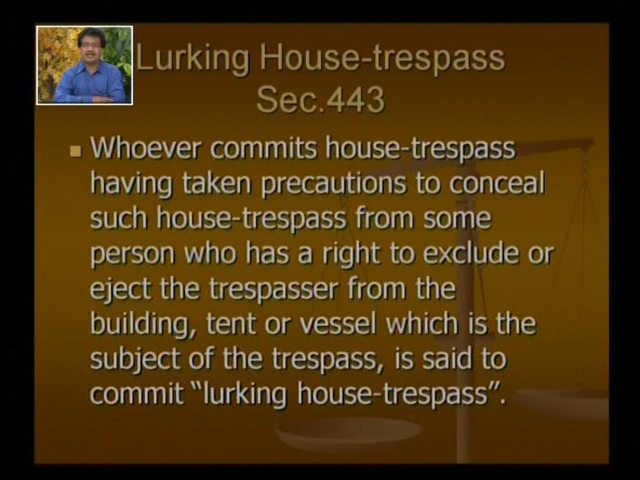 Lurking House-trespass
Sec.443
Whoever commits house-trespass
having taken precautions to conceal
such house-trespass from some
person who has a right to exclude or
eject the trespasser from the
building, tent or vessel which is the
subject of the trespass, is said to
commit “lurking house-trespass”.